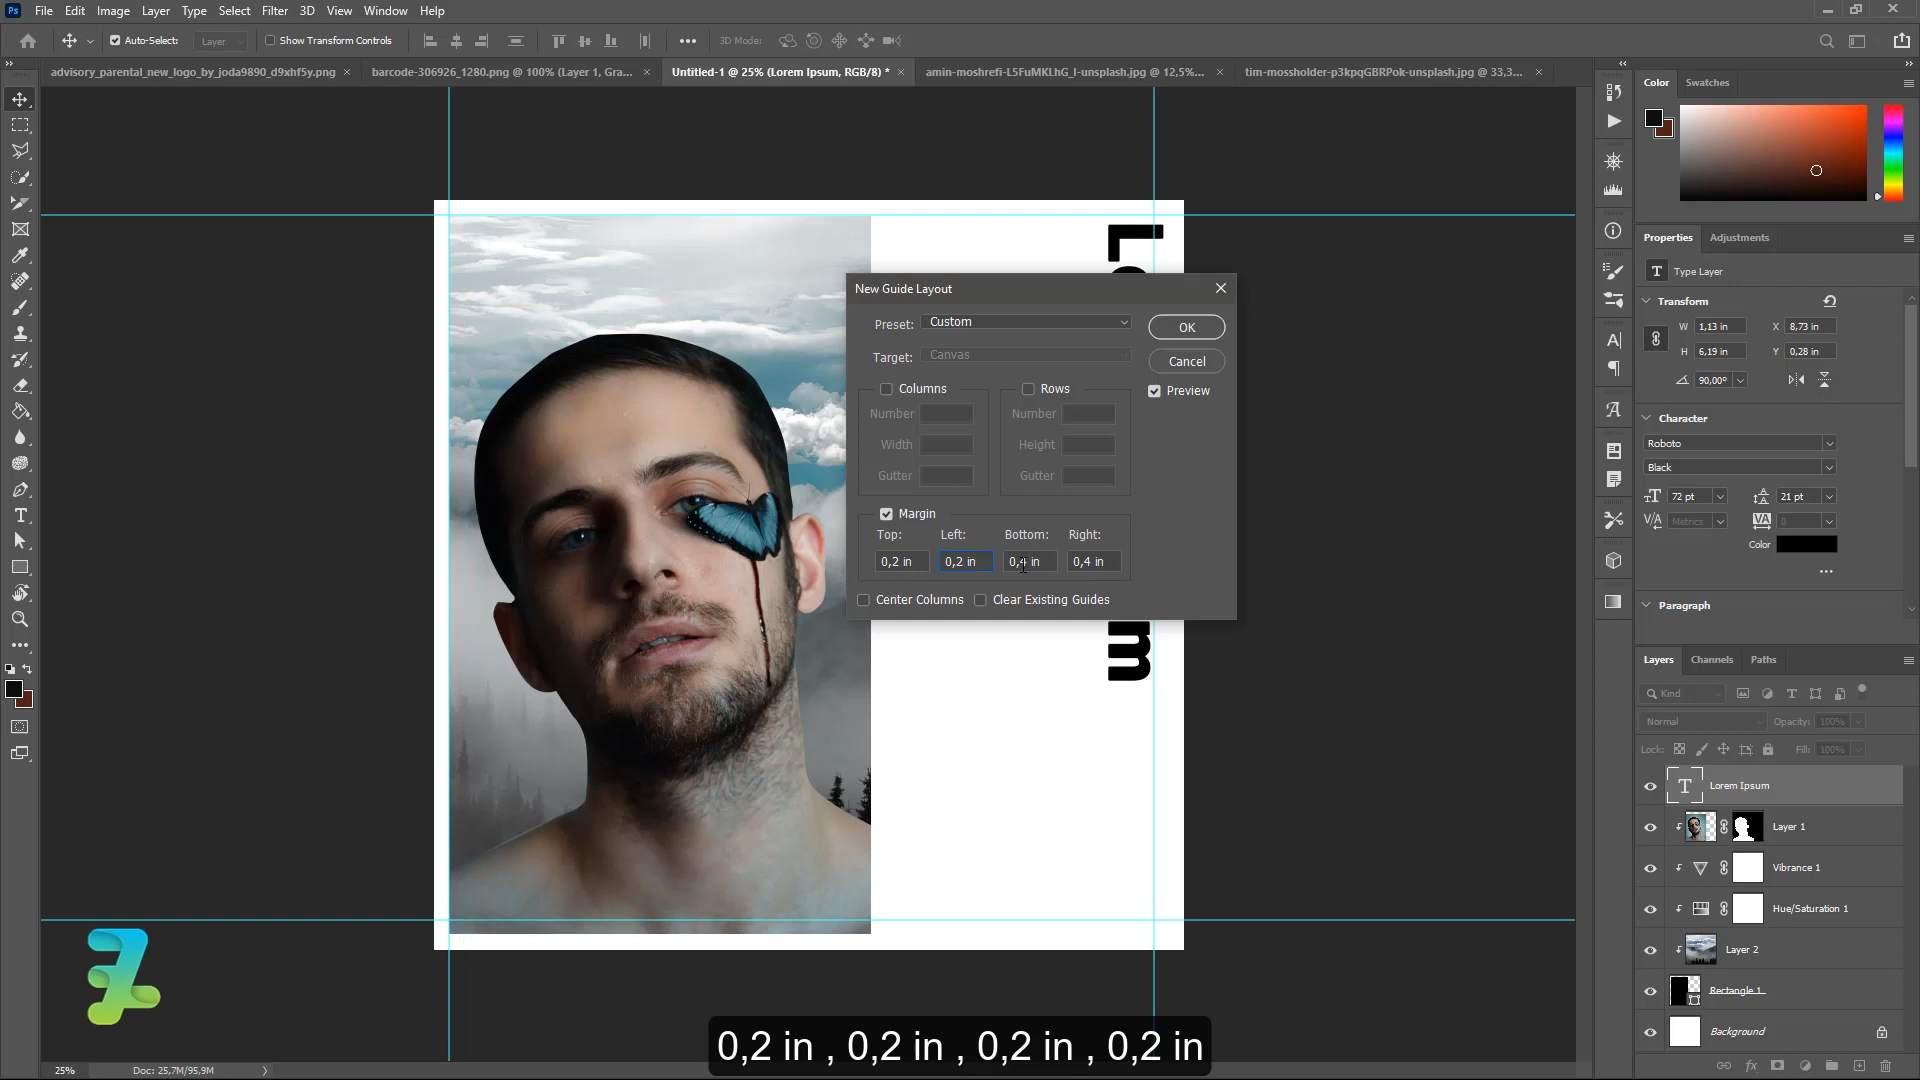 Ps File Edit Image Layer Type Select Filter 3D View Window Help
Auto-Select: Layer Show Transform Controls 3D Mode:
advisory_parental_new_logo_by_joda9890_d9xhf5y.png × barcode-306926_1280.png @ 100% (Layer 1, Gra... × Untitled-1 @ 25% (Lorem Ipsum, RGB/8) * × amin-moshrefi-L5FuMKLhG_I-unsplash.jpg @ 12,5%... × tim-mossholder-p3kpqGBRPok-unsplash.jpg @ 33,3... ×
Color Swatches
Properties Adjustments
T Type Layer
Transform
W 1,13 in X 8,73 in
H 6,19 in Y 0,28 in
90,00°
Character
Roboto
Black
72 pt 21 pt
Metrics 0
Color
Paragraph
Layers Channels Paths
Kind
Normal Opacity: 100%
Lock: Fill: 100%
T Lorem Ipsum
Layer 1
Vibrance 1
Hue/Saturation 1
Layer 2
Rectangle 1
Background
New Guide Layout
Preset: Custom OK
Target: Canvas Cancel
Columns Rows Preview
Number Number
Width Height
Gutter Gutter
Margin
Top: Left: Bottom: Right:
0,2 in 0,2 in 0,4 in 0,4 in
Center Columns Clear Existing Guides
L
m
0,2 in , 0,2 in , 0,2 in , 0,2 in
25% Doc: 25,7M/95,9M